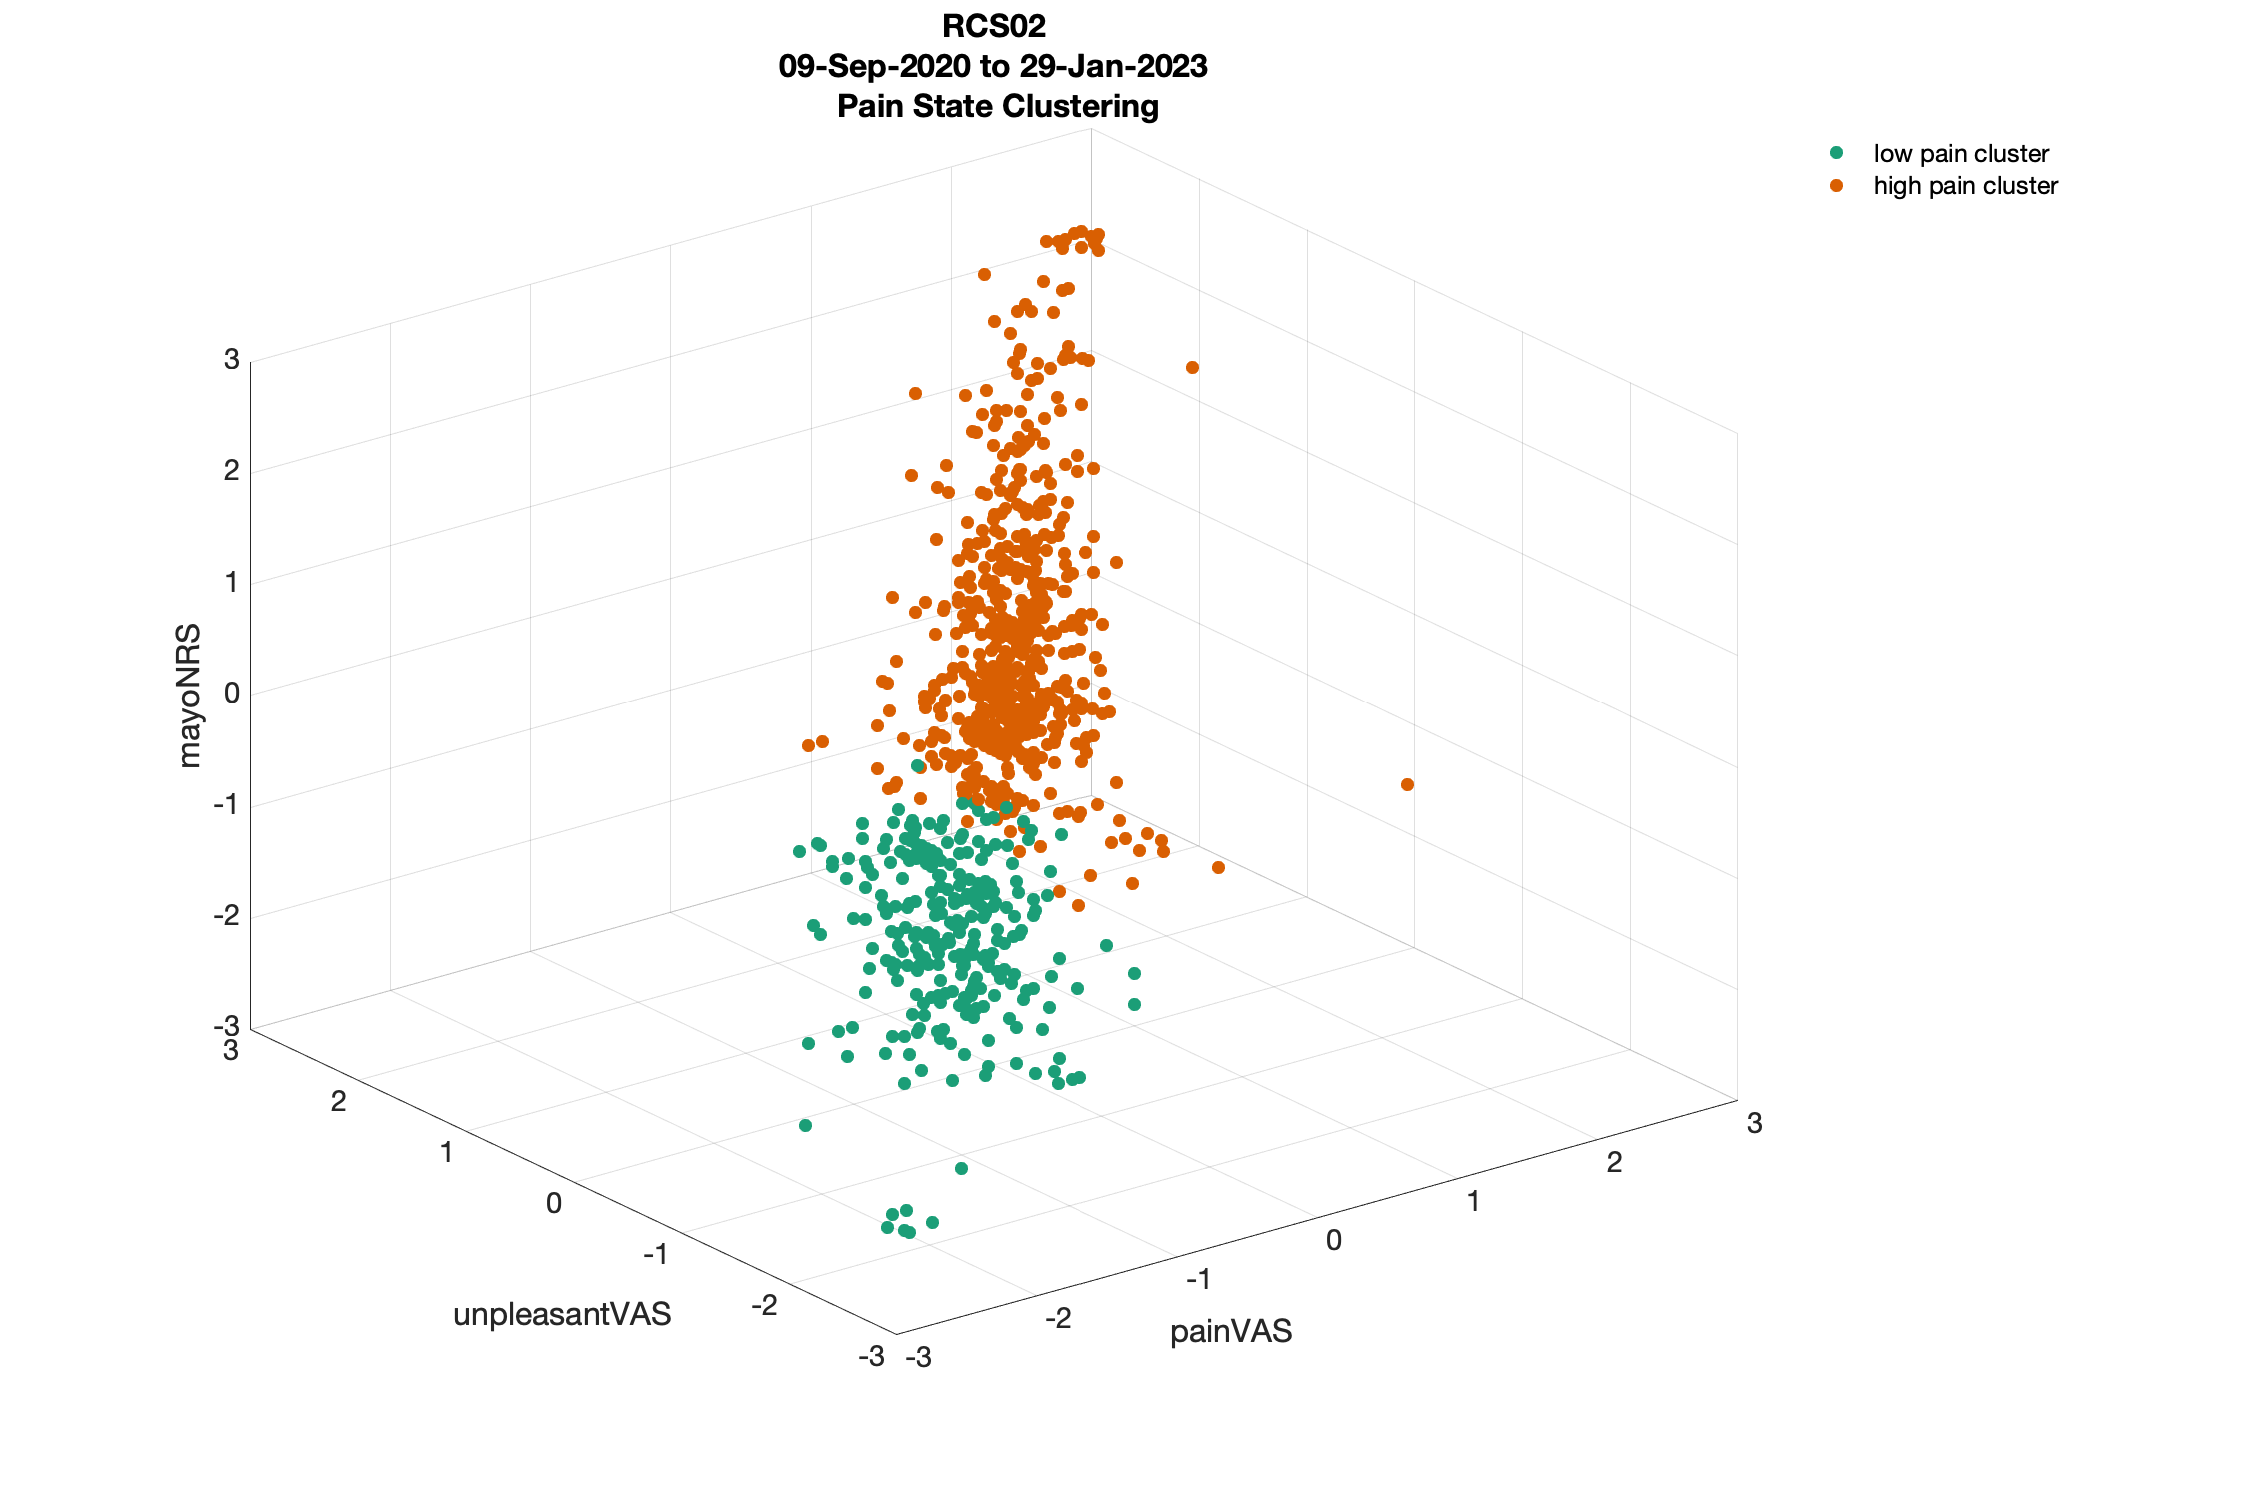 RCS02
09-Sep-2020 to 29-Jan-2023
Pain State Clustering
low pain cluster
high pain cluster
3
2
1
0
-1
-2
-3
mayoNRS
3
2
1
0
-1
-2
-3
unpleasantVAS
-3
-2
-1
0
1
2
3
painVAS